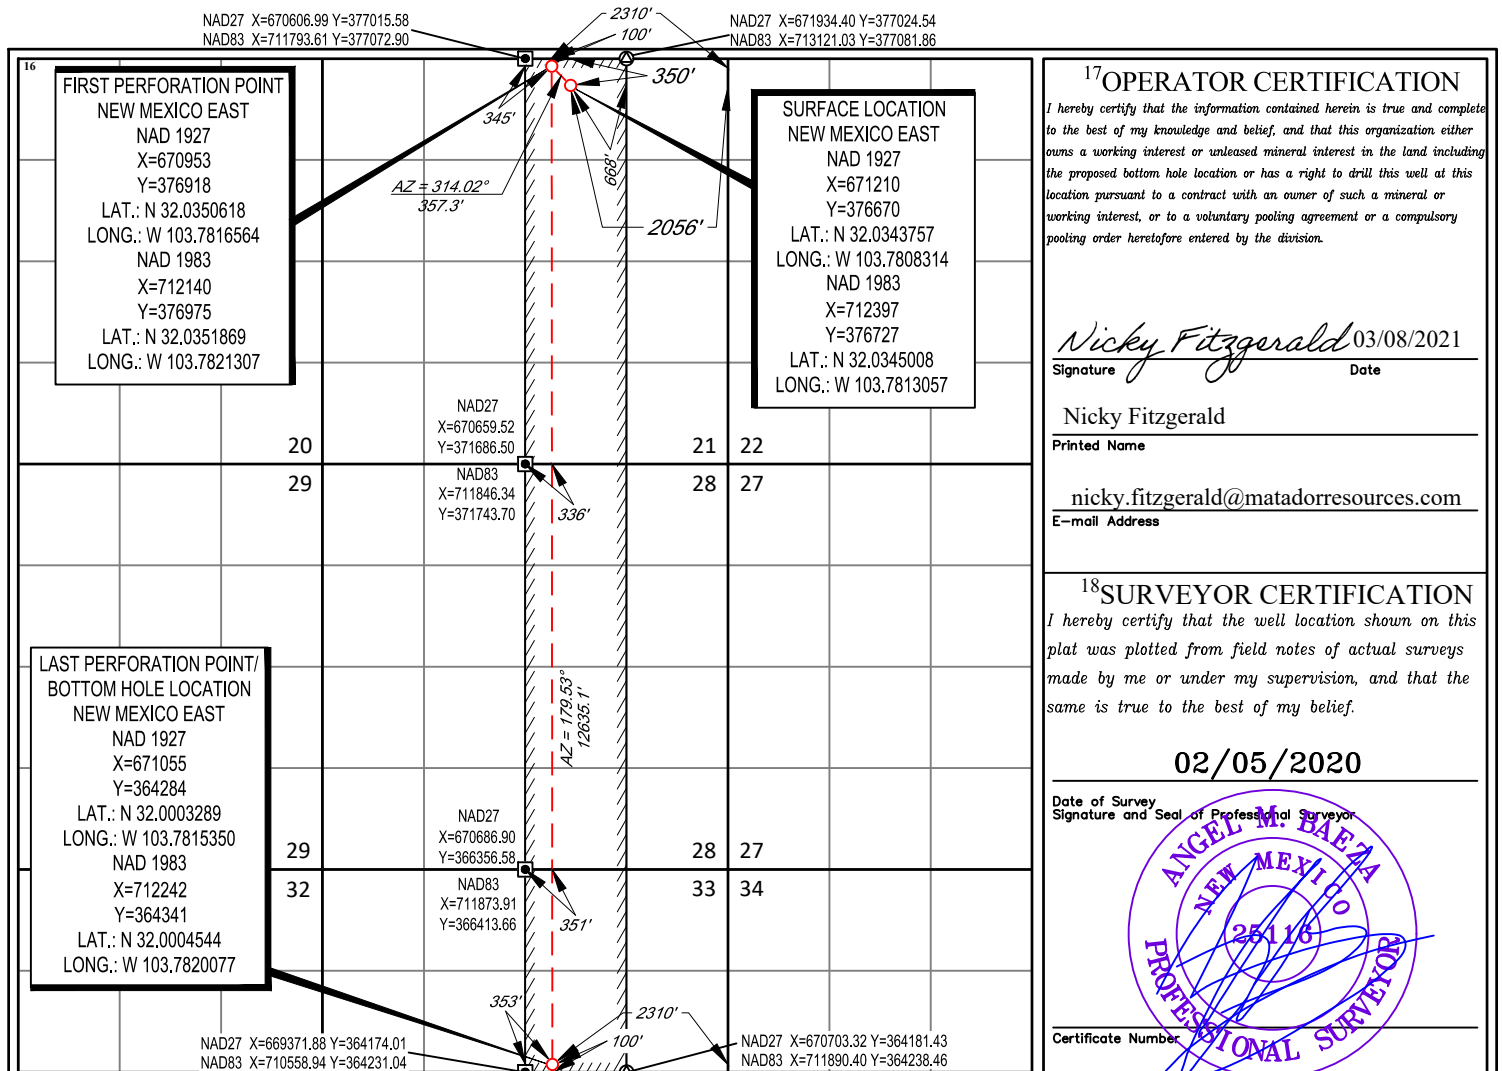 NAD27 X=670606.99 Y=377015.58
NAD83 X=711793.61 Y=377072.90
2310'
100'
NAD27 X=671934.40 Y=377024.54
NAD83 X=713121.03 Y=377081.86
16
FIRST PERFORATION POINT
NEW MEXICO EAST
NAD 1927
X=670953
Y=376918
LAT.: N 32.0350618
LONG.: W 103.7816564
NAD 1983
X=712140
Y=376975
LAT.: N 32.0351869
LONG.: W 103.7821307
345'
350'
668'
AZ = 314.02°
357.3'
2056'
SURFACE LOCATION
NEW MEXICO EAST
NAD 1927
X=671210
Y=376670
LAT.: N 32.0343757
LONG.: W 103.7808314
NAD 1983
X=712397
Y=376727
LAT.: N 32.0345008
LONG.: W 103.7813057
NAD27
X=670659.52
Y=371686.50
20
21 22
29
28 27
NAD83
X=711846.34
Y=371743.70
336'
AZ = 179.53°
12635.1'
LAST PERFORATION POINT/
BOTTOM HOLE LOCATION
NEW MEXICO EAST
NAD 1927
X=671055
Y=364284
LAT.: N 32.0003289
LONG.: W 103.7815350
NAD 1983
X=712242
Y=364341
LAT.: N 32.0004544
LONG.: W 103.7820077
NAD27
X=670686.90
Y=366356.58
29
28 27
32
33 34
NAD83
X=711873.91
Y=366413.66
351'
353'
2310'
100'
NAD27 X=669371.88 Y=364174.01
NAD83 X=710558.94 Y=364231.04
NAD27 X=670703.32 Y=364181.43
NAD83 X=711890.40 Y=364238.46
17OPERATOR CERTIFICATION
I hereby certify that the information contained herein is true and complete
to the best of my knowledge and belief, and that this organization either
owns a working interest or unleased mineral interest in the land including
the proposed bottom hole location or has a right to drill this well at this
location pursuant to a contract with an owner of such a mineral or
working interest, or to a voluntary pooling agreement or a compulsory
pooling order heretofore entered by the division.
Nicky Fitzgerald 03/08/2021
Signature Date
Nicky Fitzgerald
Printed Name
nicky.fitzgerald@matadorresources.com
E-mail Address
18SURVEYOR CERTIFICATION
I hereby certify that the well location shown on this
plat was plotted from field notes of actual surveys
made by me or under my supervision, and that the
same is true to the best of my belief.
02/05/2020
Date of Survey
Signature and Seal of Professional Surveyor
ANGEL M. BAEZA
NEW MEXICO
25116
PROFESSIONAL SURVEYOR
Certificate Number